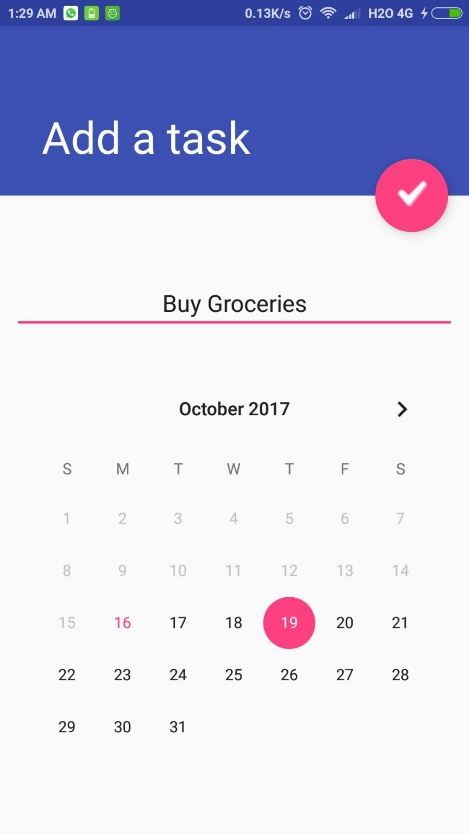 1:29 AM 0.13K/s H2O 4G
Add a task
Buy Groceries
October 2017
S M T W T F S
1 2 3 4 5 6 7
8 9 10 11 12 13 14
15 16 17 18 19 20 21
22 23 24 25 26 27 28
29 30 31